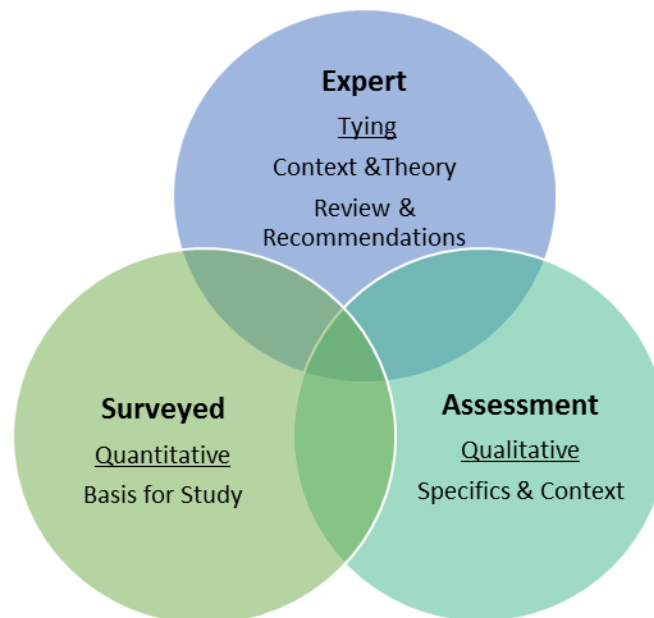 Expert
Tying
Context &Theory
Review &
Recommendations
Surveyed
Quantitative
Basis for Study
Assessment
Qualitative
Specifics & Context